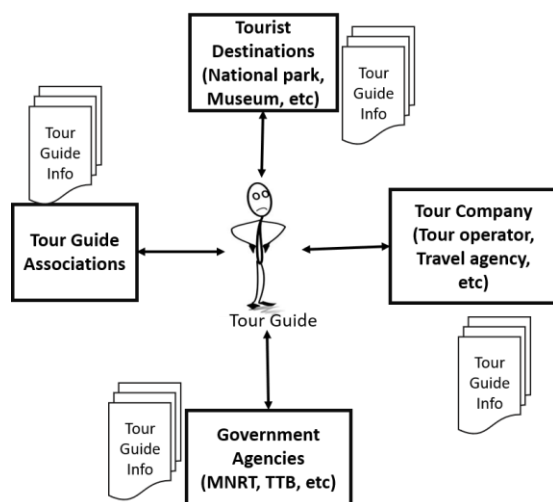 Tourist
Destinations
(National park,
Museum, etc)
Tour
Guide
Info
Tour
Guide
Info
Tour Guide
Associations
Tour Company
(Tour operator,
Travel agency,
etc)
Tour Guide
Tour
Guide
Info
Tour
Guide
Info
Government
Agencies
(MNRT, TTB, etc)